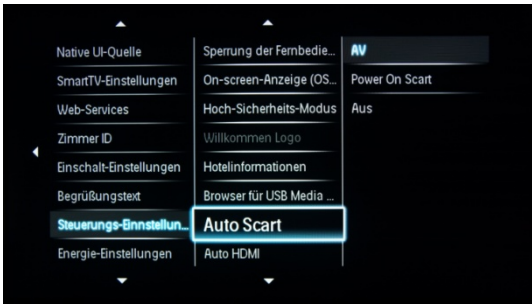 Native UI-Quelle
SmartTV-Einstellungen
Web-Services
Zimmer ID
Einschalt-Einstellungen
Begrüßungstext
Steuerungs-Einnstellun...
Energie-Einstellungen
Sperrung der Fernbedie...
On-screen-Anzeige (OS...
Hoch-Sicherheits-Modus
Willkommen Logo
Hotelinformationen
Browser für USB Media ...
Auto Scart
Auto HDMI
AV
Power On Scart
Aus